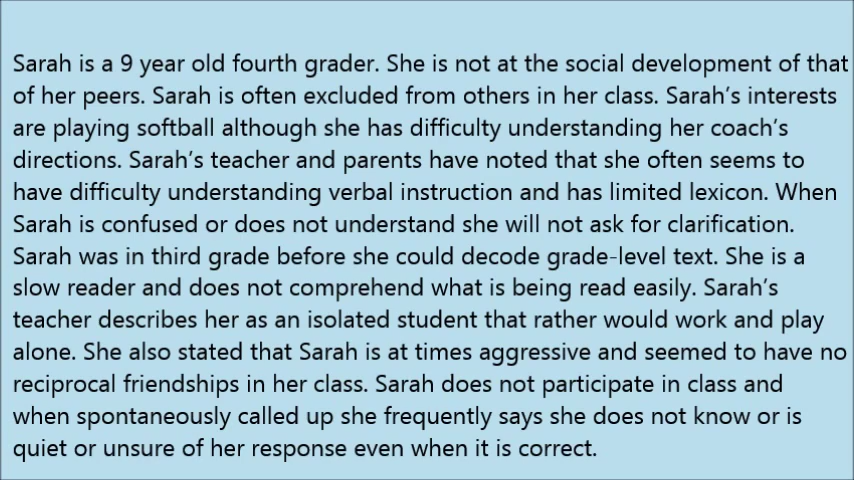 Sarah is a 9 year old fourth grader. She is not at the social development of that
of her peers. Sarah is often excluded from others in her class. Sarah's interests
are playing softball although she has difficulty understanding her coach's
directions. Sarah's teacher and parents have noted that she often seems to
have difficulty understanding verbal instruction and has limited lexicon. When
Sarah is confused or does not understand she will not ask for clarification.
Sarah was in third grade before she could decode grade-level text. She is a
slow reader and does not comprehend what is being read easily. Sarah's
teacher describes her as an isolated student that rather would work and play
alone. She also stated that Sarah is at times aggressive and seemed to have no
reciprocal friendships in her class. Sarah does not participate in class and
when spontaneously called up she frequently says she does not know or is
quiet or unsure of her response even when it is correct.